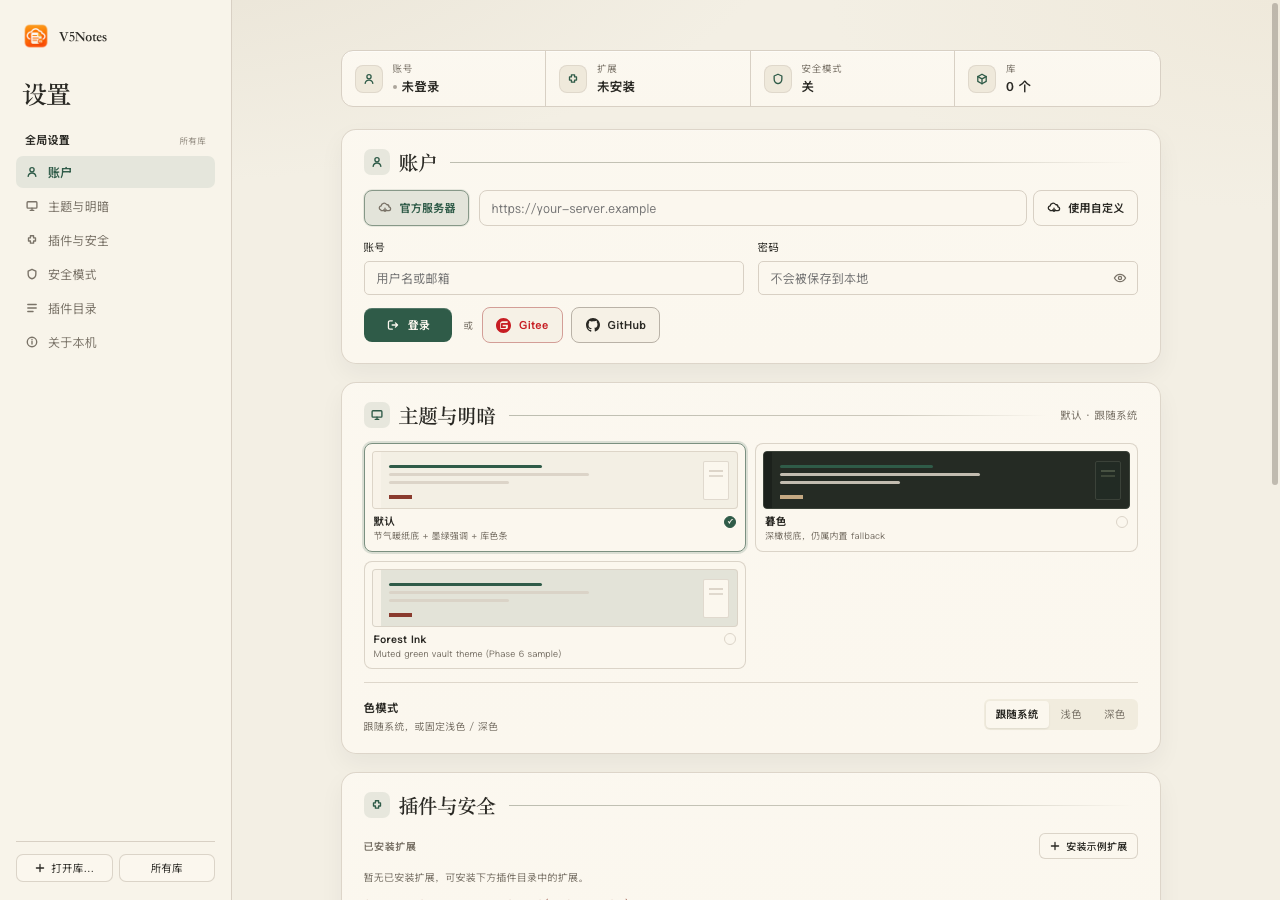 V5Notes
设置
全局设置 所有库
账户
主题与明暗
插件与安全
安全模式
插件目录
关于本机
打开库...
所有库
账号
未登录
扩展
未安装
安全模式
关
库
0 个
账户
官方服务器
https://your-server.example
使用自定义
账号
用户名或邮箱
密码
不会被保存到本地
登录
或
Gitee
GitHub
主题与明暗
默认 · 跟随系统
默认
节气暖纸底 + 墨绿强调 + 库色条
暮色
深橄榄底，仍属内置 fallback
Forest Ink
Muted green vault theme (Phase 6 sample)
色模式
跟随系统，或固定浅色 / 深色
跟随系统
浅色
深色
插件与安全
已安装扩展
安装示例扩展
暂无已安装扩展，可安装下方插件目录中的扩展。